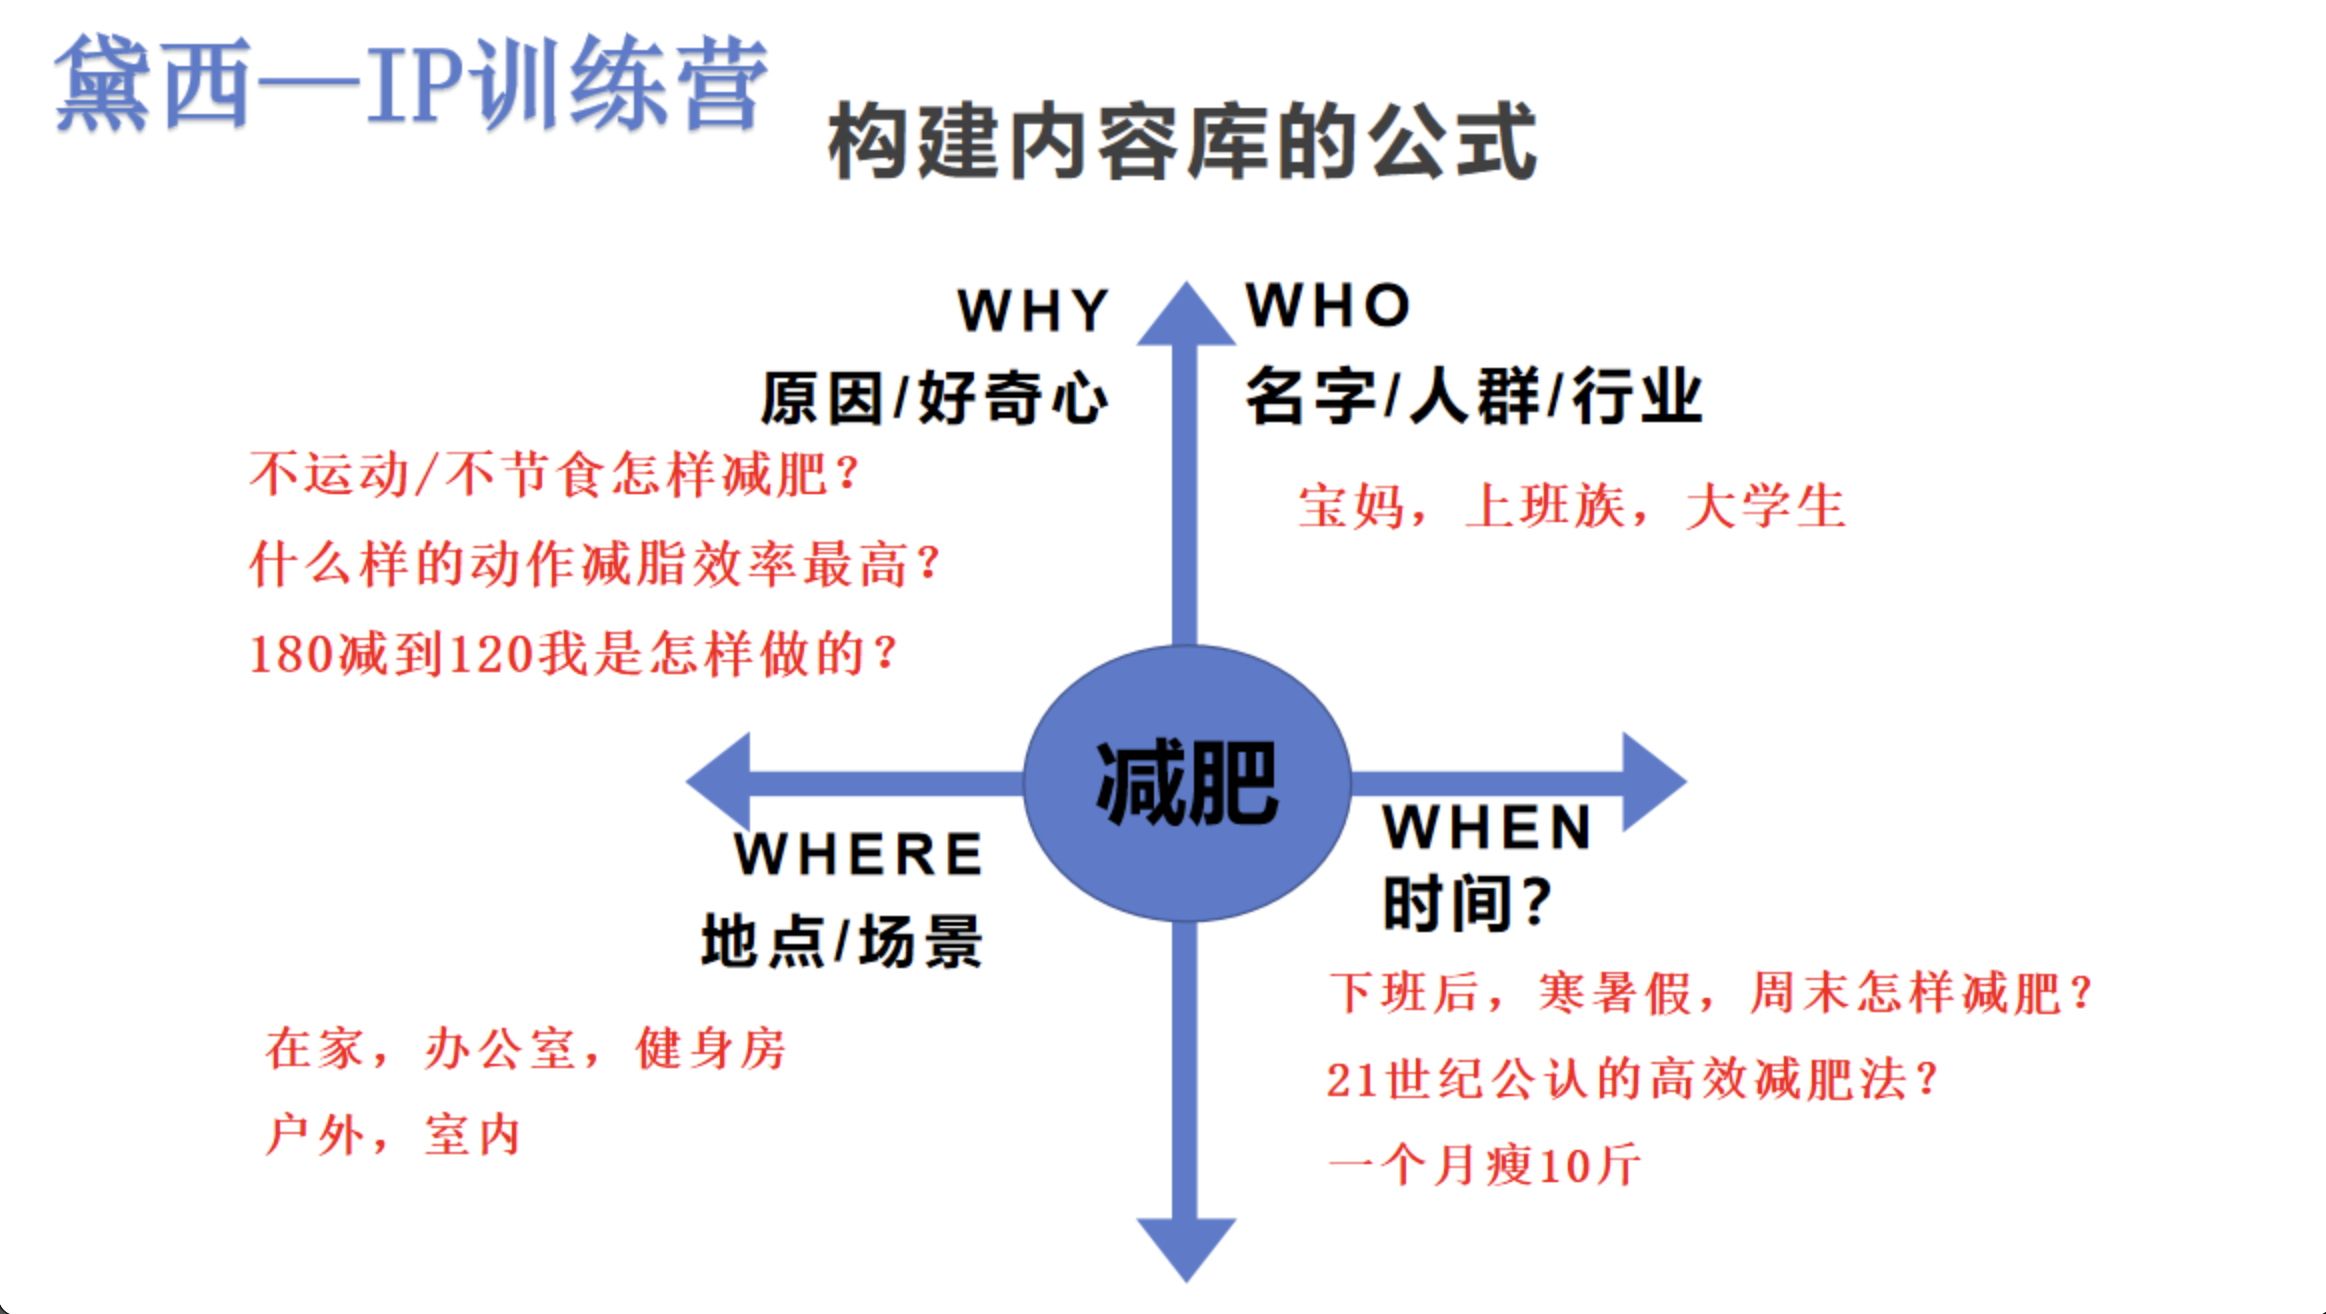 黛西—IP训练营
构建内容库的公式
WHY
原因/好奇心
不运动/不节食怎样减肥？
什么样的动作减脂效率最高？
180减到120我是怎样做的？
WHO
名字/人群/行业
宝妈，上班族，大学生
减肥
WHERE
地点/场景
在家，办公室，健身房
户外，室内
WHEN
时间？
下班后，寒暑假，周末怎样减肥？
21世纪公认的高效减肥法？
一个月瘦10斤